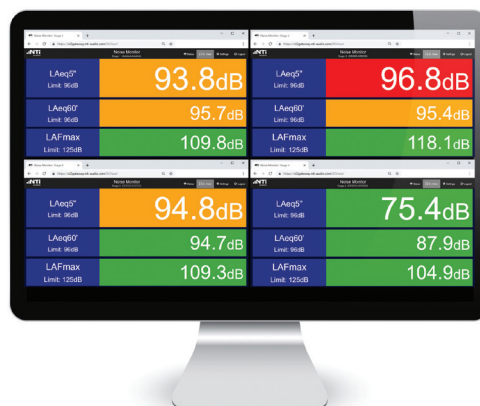 Noise Monitor
NTi
Noise Monitor
LAeq5"
Limit: 96dB
93.8dB
LAeq60'
Limit: 96dB
95.7dB
LAFmax
Limit: 125dB
109.8dB
NTi
Noise Monitor
LAeq5"
Limit: 96dB
96.8dB
LAeq60'
Limit: 96dB
95.4dB
LAFmax
Limit: 125dB
118.1dB
NTi
Noise Monitor
LAeq5"
Limit: 96dB
94.8dB
LAeq60'
Limit: 96dB
94.7dB
LAFmax
Limit: 125dB
109.3dB
NTi
Noise Monitor
LAeq5"
Limit: 96dB
75.4dB
LAeq60'
Limit: 96dB
87.9dB
LAFmax
Limit: 125dB
104.9dB